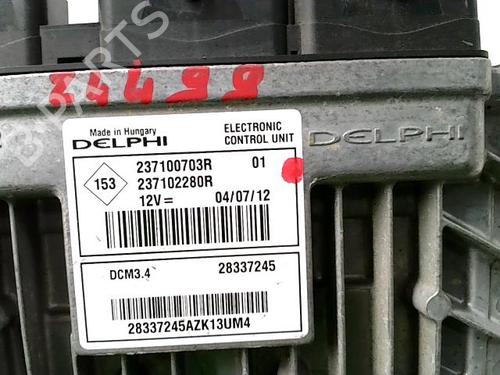 B-PARTS
34499
Made in Hungary
DELPHI
ELECTRONIC
CONTROL UNIT
DELPHI
153
237100703R 01
237102280R
12V= 04/07/12
DCM3.4 28337245
28337245AZK13UM4